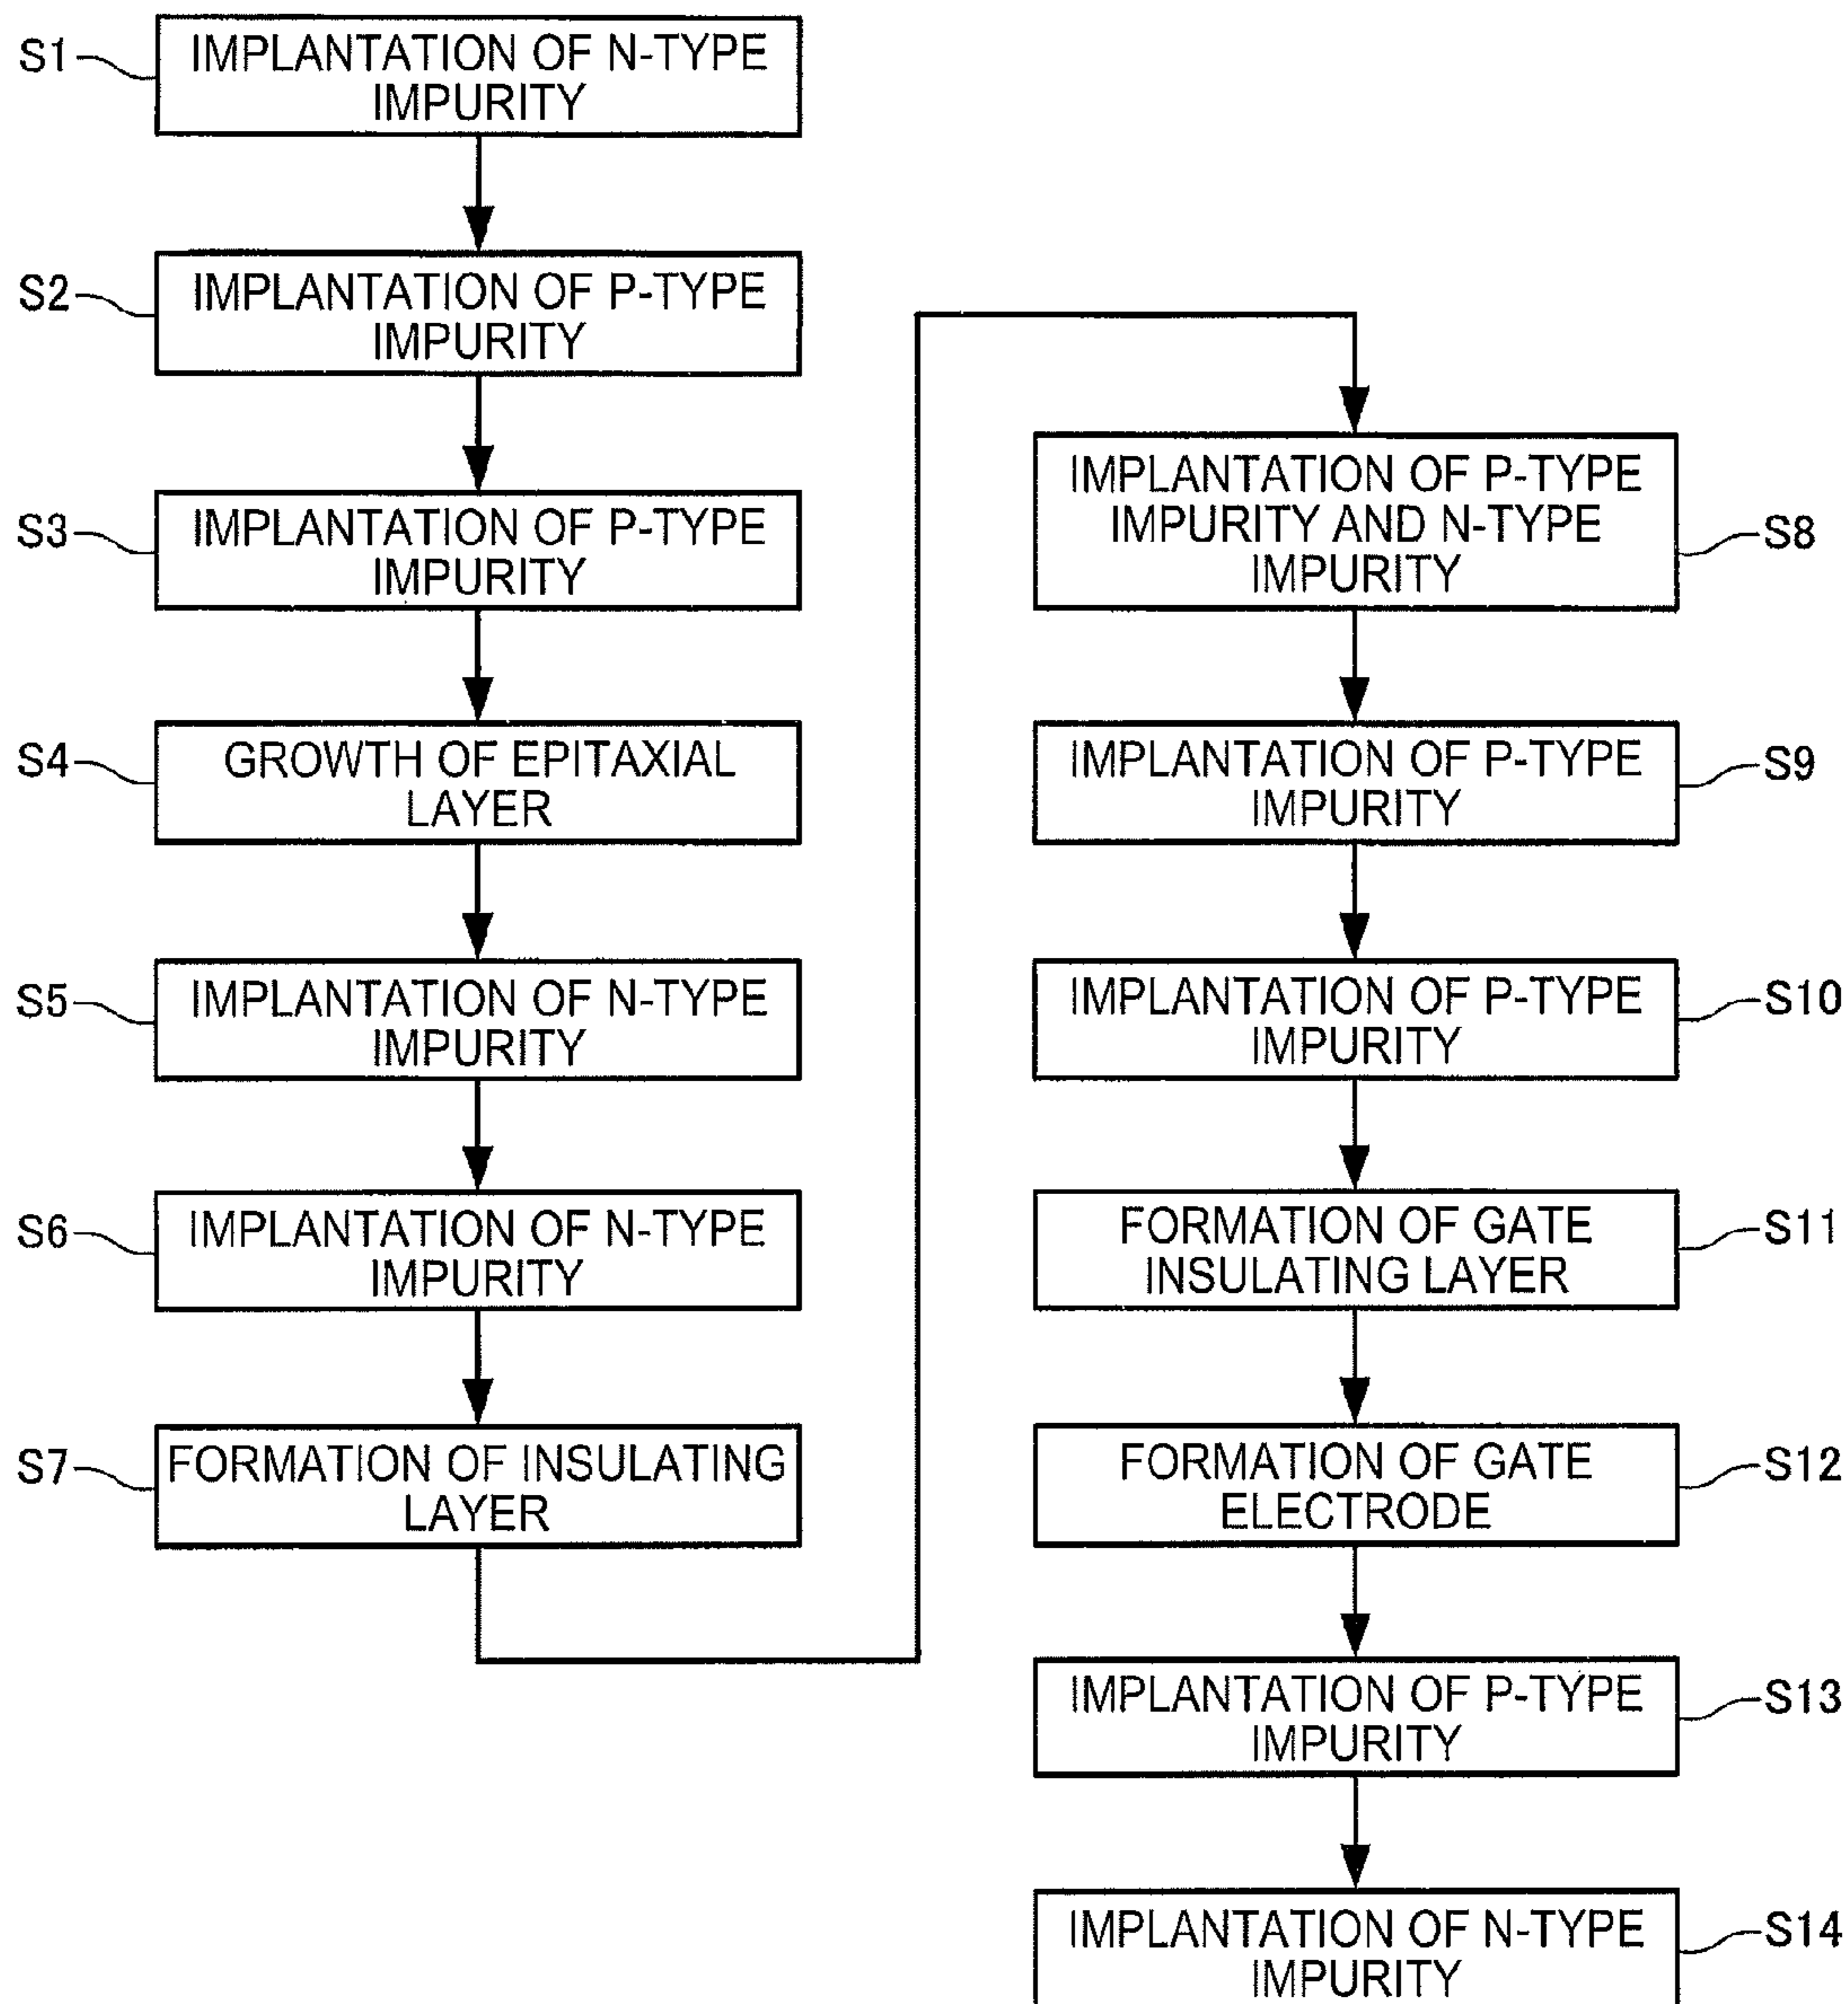 S1
IMPLANTATION OF N-TYPE
IMPURITY
S2
IMPLANTATION OF P-TYPE
IMPURITY
S3
IMPLANTATION OF P-TYPE
IMPURITY
S4
GROWTH OF EPITAXIAL
LAYER
S5
IMPLANTATION OF N-TYPE
IMPURITY
S6
IMPLANTATION OF N-TYPE
IMPURITY
S7
FORMATION OF INSULATING
LAYER
IMPLANTATION OF P-TYPE
IMPURITY AND N-TYPE
IMPURITY
S8
IMPLANTATION OF P-TYPE
IMPURITY
S9
IMPLANTATION OF P-TYPE
IMPURITY
S10
FORMATION OF GATE
INSULATING LAYER
S11
FORMATION OF GATE
ELECTRODE
S12
IMPLANTATION OF P-TYPE
IMPURITY
S13
IMPLANTATION OF N-TYPE
IMPURITY
S14